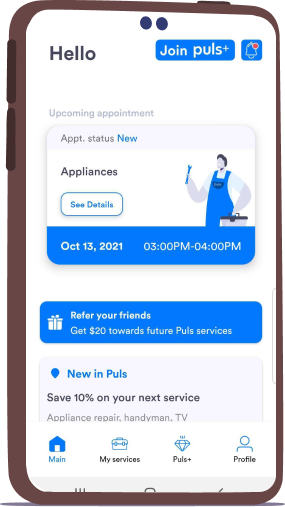 Hello
Join puls+
Upcoming appointment
Appt. status New
Appliances
See Details
Oct 13, 2021 03:00PM-04:00PM
Refer your friends
Get $20 towards future Puls services
New in Puls
Save 10% on your next service
Appliance repair, handyman, TV
Main My services Puls+ Profile